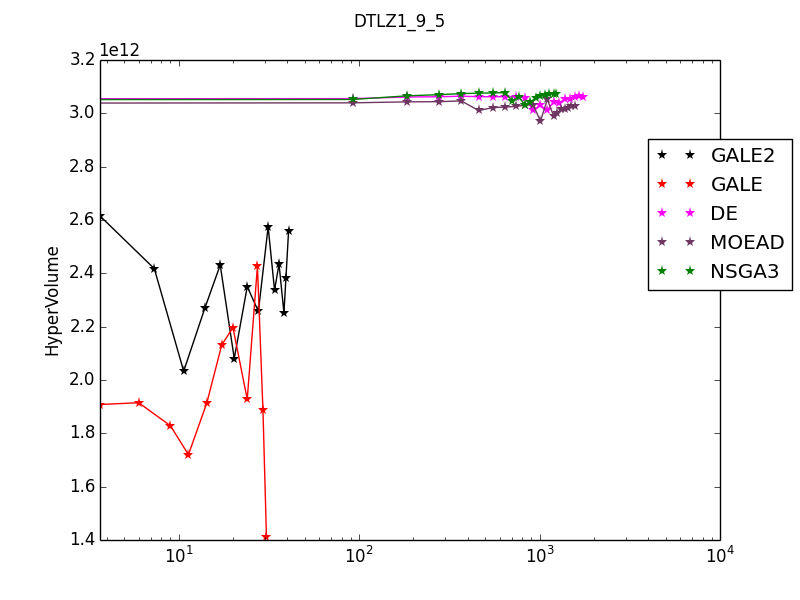 DTLZ1_9_5
1e12
3.2
3.0
2.8
2.6
2.4
2.2
2.0
1.8
1.6
1.4
HyperVolume
10^1
10^2
10^3
10^4
GALE2
GALE
DE
MOEAD
NSGA3